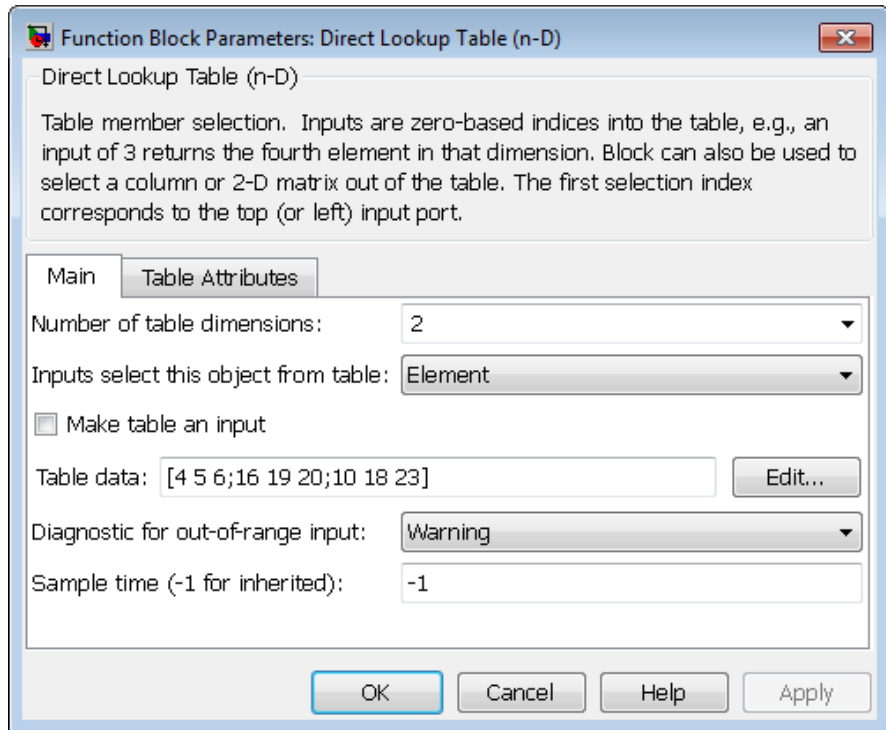 Function Block Parameters: Direct Lookup Table (n-D)
Direct Lookup Table (n-D)
Table member selection. Inputs are zero-based indices into the table, e.g., an
input of 3 returns the fourth element in that dimension. Block can also be used to
select a column or 2-D matrix out of the table. The first selection index
corresponds to the top (or left) input port.
Main Table Attributes
Number of table dimensions: 2
Inputs select this object from table: Element
Make table an input
Table data: [4 5 6;16 19 20;10 18 23] Edit...
Diagnostic for out-of-range input: Warning
Sample time (-1 for inherited): -1
OK Cancel Help Apply